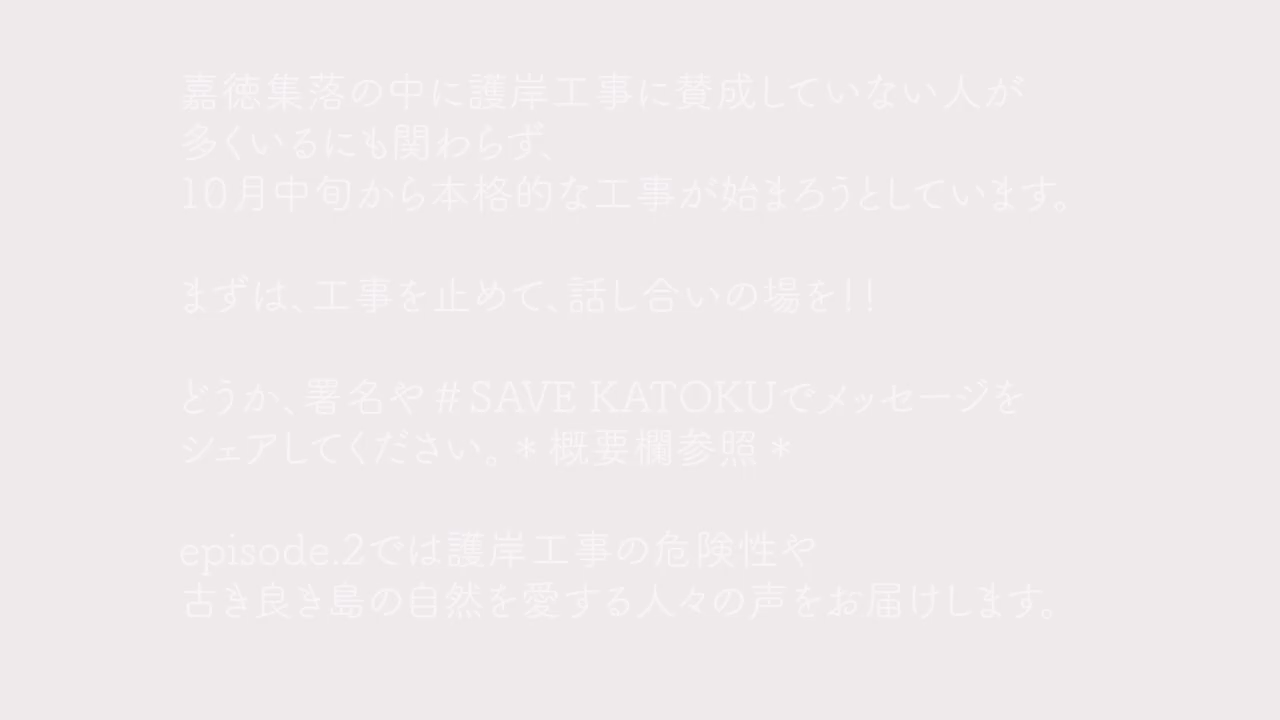 嘉徳集落の中に護岸工事に賛成していない人が
多くいるにも関わらず、
10月中旬から本格的な工事が始まろうとしています。
まずは、工事を止めて、話し合いの場を!!
どうか、署名や#SAVE KATOKUでメッセージを
シェアしてください。*概要欄参照*
episode.2では護岸工事の危険性や
古き良き島の自然を愛する人々の声をお届けします。